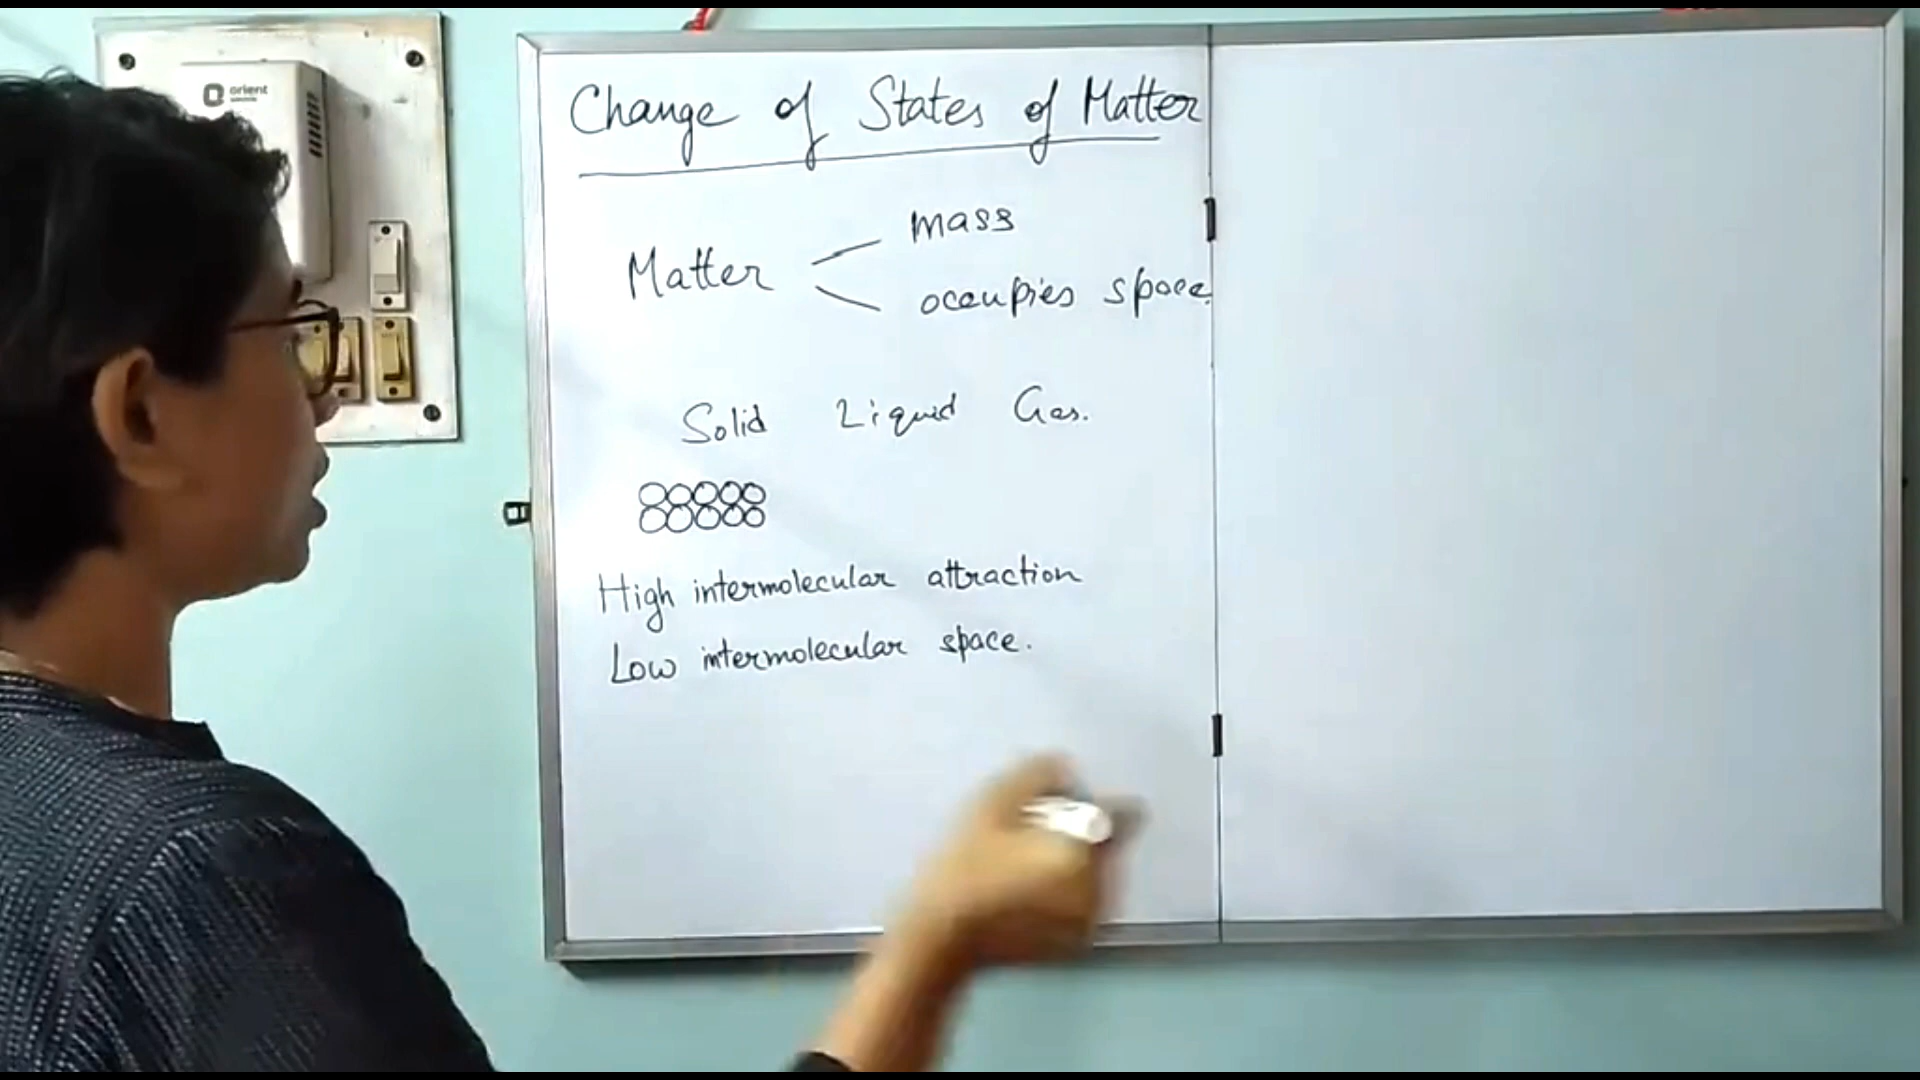 orient
Change of States of Matter
mass
Matter
occupies space.
Solid Liquid Gas.
High intermolecular attraction
Low intermolecular space.